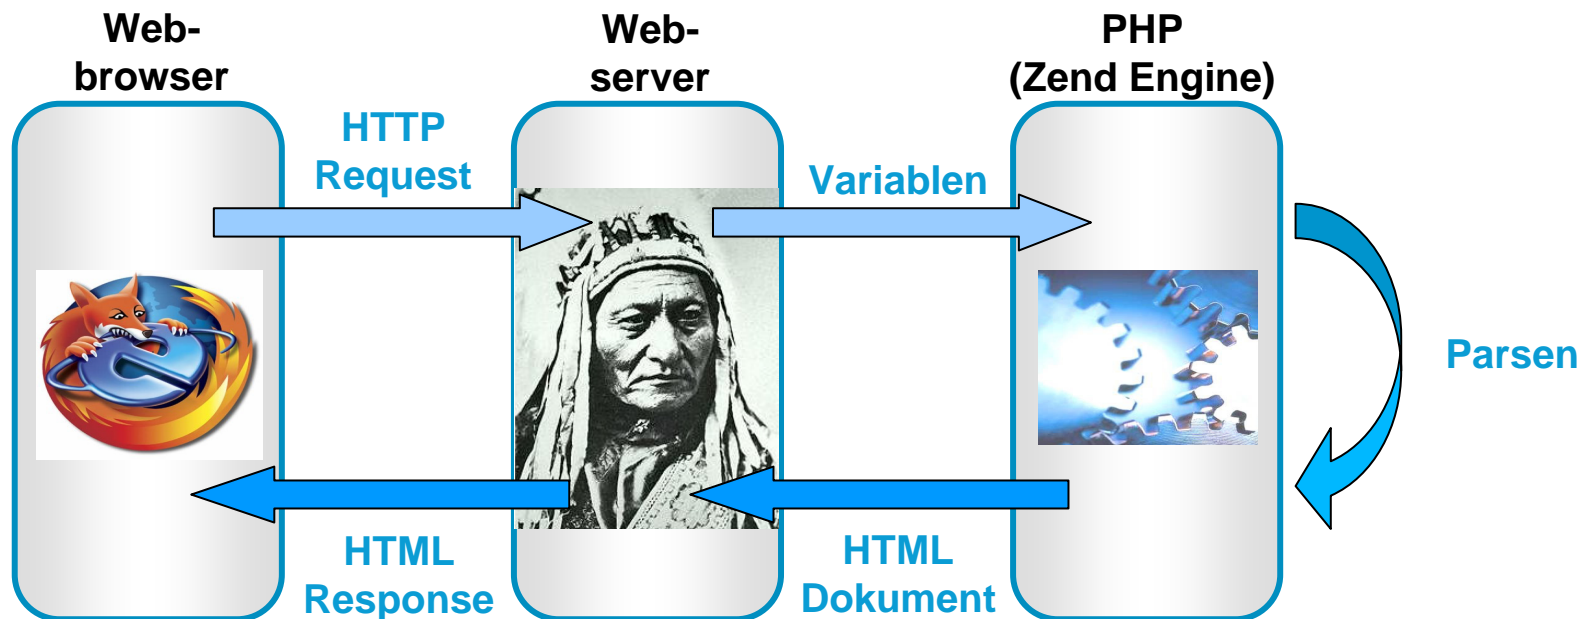 Web-
browser
Web-
server
PHP
(Zend Engine)
HTTP
Request
Variablen
Parsen
HTML
Response
HTML
Dokument